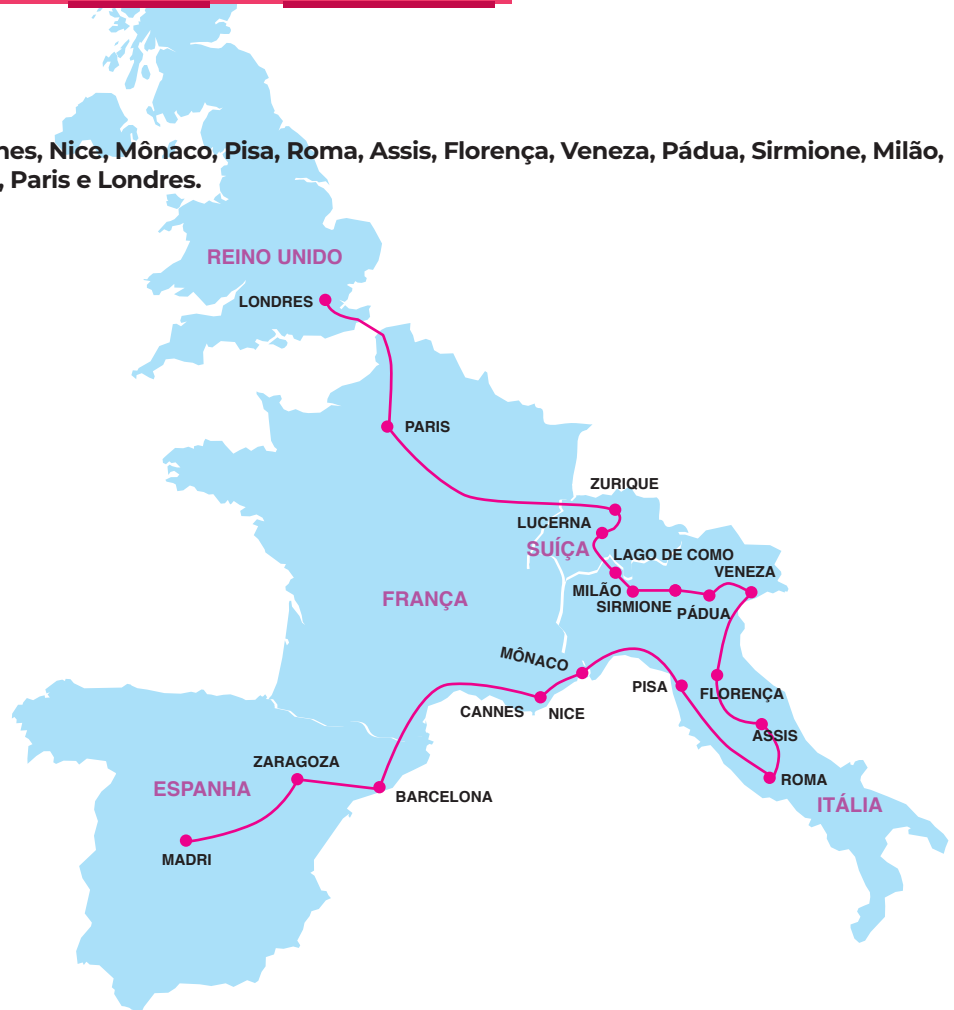 nes, Nice, Mônaco, Pisa, Roma, Assis, Florença, Veneza, Pádua, Sirmione, Milão,
, Paris e Londres.
REINO UNIDO
LONDRES
PARIS
ZURIQUE
LUCERNA
SUÍÇA
LAGO DE COMO
VENEZA
MILÃO
SIRMIONE
PÁDUA
FRANÇA
MÔNACO
PISA
FLORENÇA
CANNES
NICE
ASSIS
ZARAGOZA
ROMA
ESPANHA
BARCELONA
ITÁLIA
MADRI